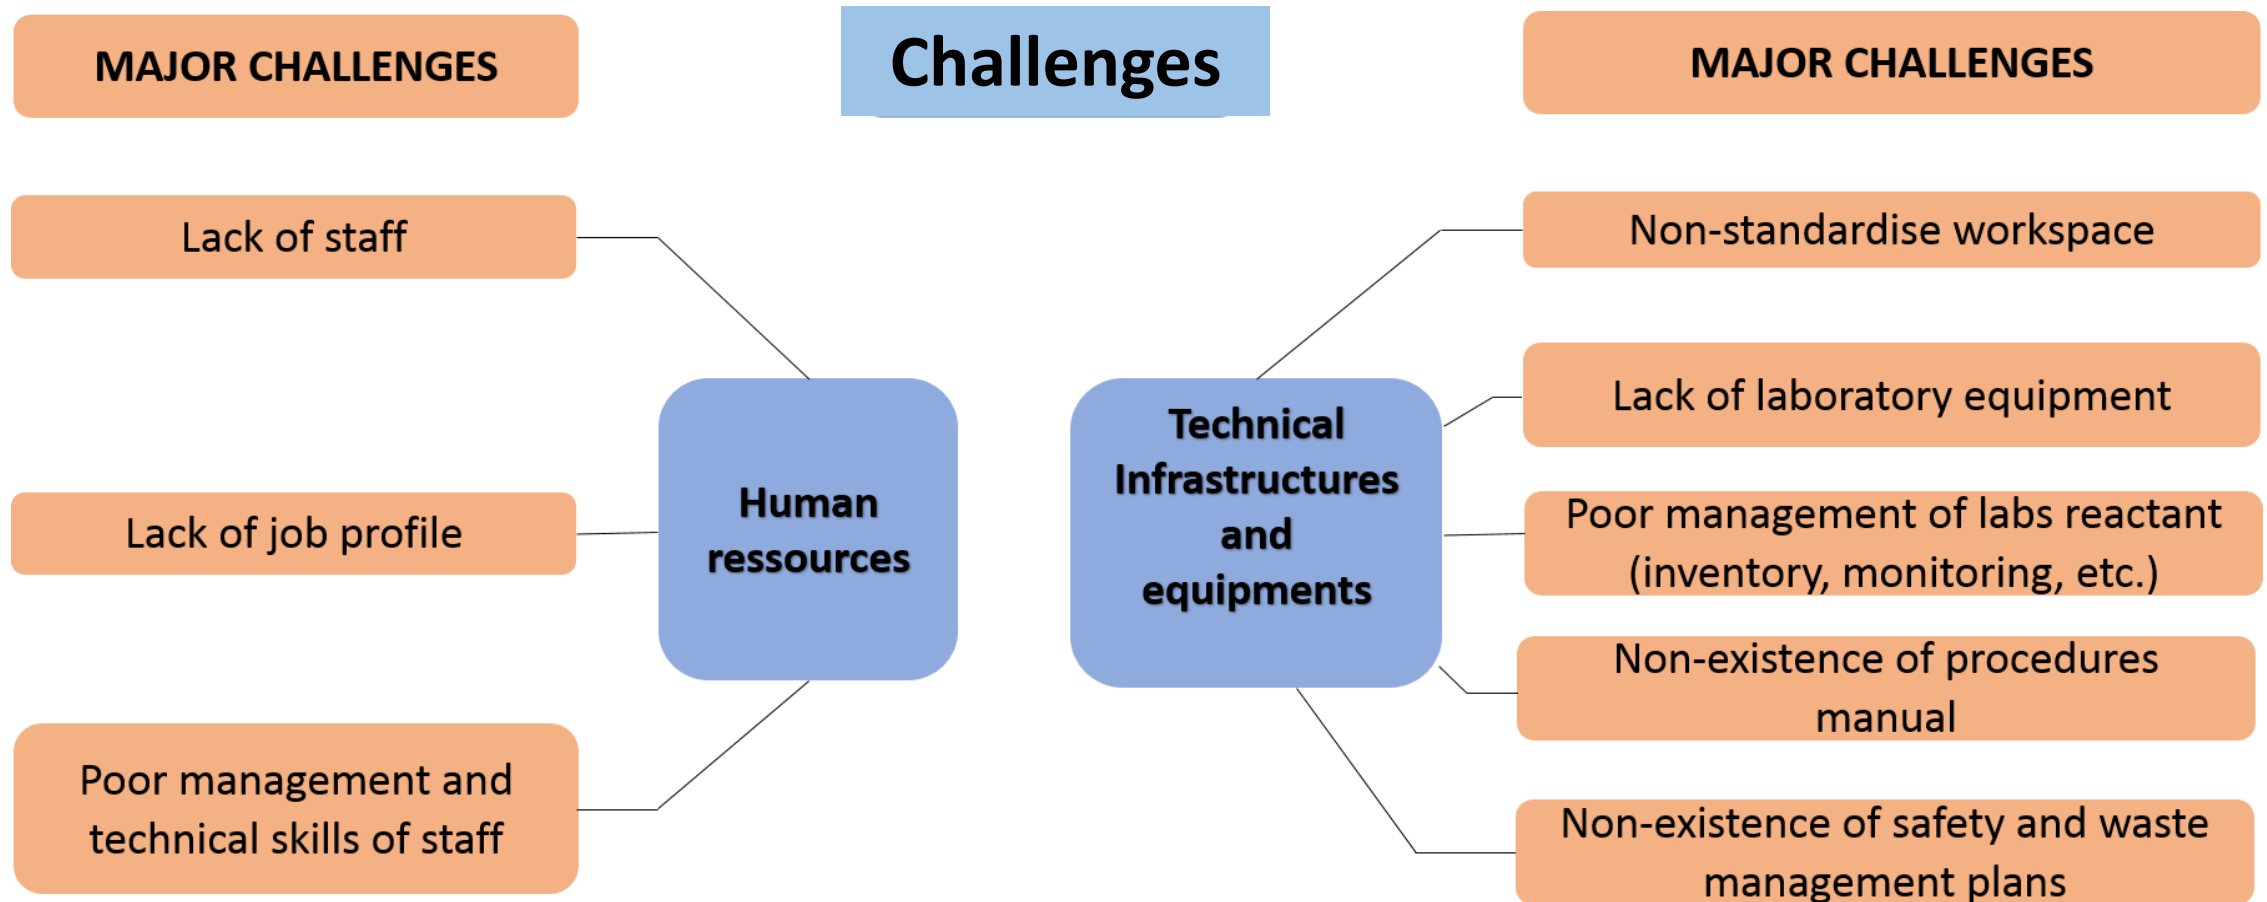 Challenges
MAJOR CHALLENGES
Lack of staff
Lack of job profile
Poor management and
technical skills of staff
Human
ressources
Technical
Infrastructures
and
equipments
MAJOR CHALLENGES
Non-standardise workspace
Lack of laboratory equipment
Poor management of labs reactant
(inventory, monitoring, etc.)
Non-existence of procedures
manual
Non-existence of safety and waste
management plans